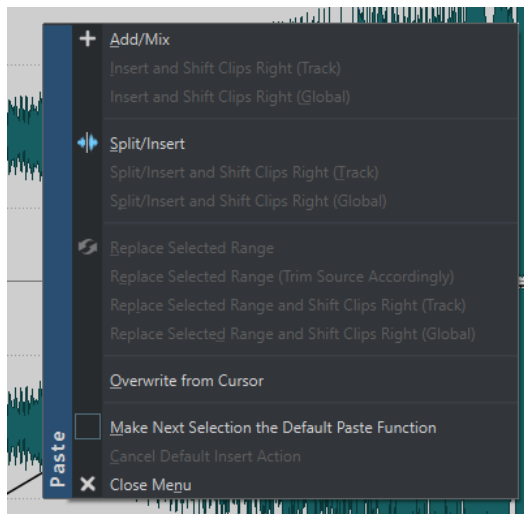 Add/Mix
Insert and Shift Clips Right (Track)
Insert and Shift Clips Right (Global)
Split/Insert
Split/Insert and Shift Clips Right (Track)
Split/Insert and Shift Clips Right (Global)
Replace Selected Range
Replace Selected Range (Trim Source Accordingly)
Replace Selected Range and Shift Clips Right (Track)
Replace Selected Range and Shift Clips Right (Global)
Overwrite from Cursor
Make Next Selection the Default Paste Function
Cancel Default Insert Action
Close Menu
Paste